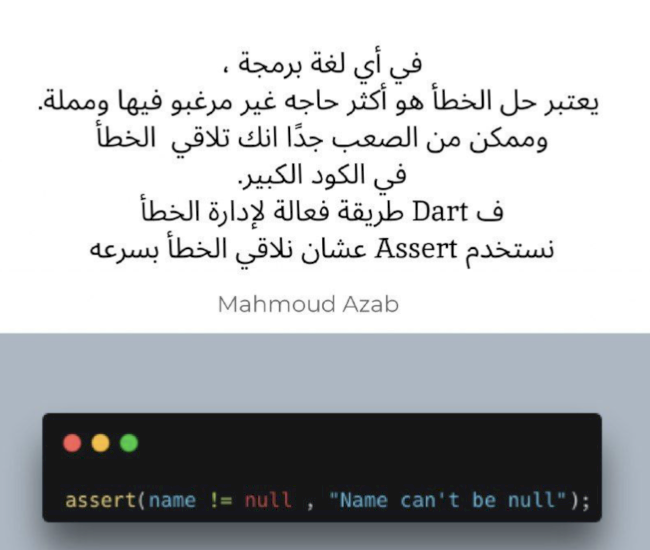 في أي لغة برمجة ،
يعتبر حل الخطأ هو أكثر حاجه غير مرغبو فيها ومملة.
وممكن من الصعب جدًا انك تلاقي الخطأ
في الكود الكبير.
ف Dart طريقة فعالة لإدارة الخطأ
نستخدم Assert عشان نلاقي الخطأ بسرعه
Mahmoud Azab
assert(name != null , "Name can't be null");